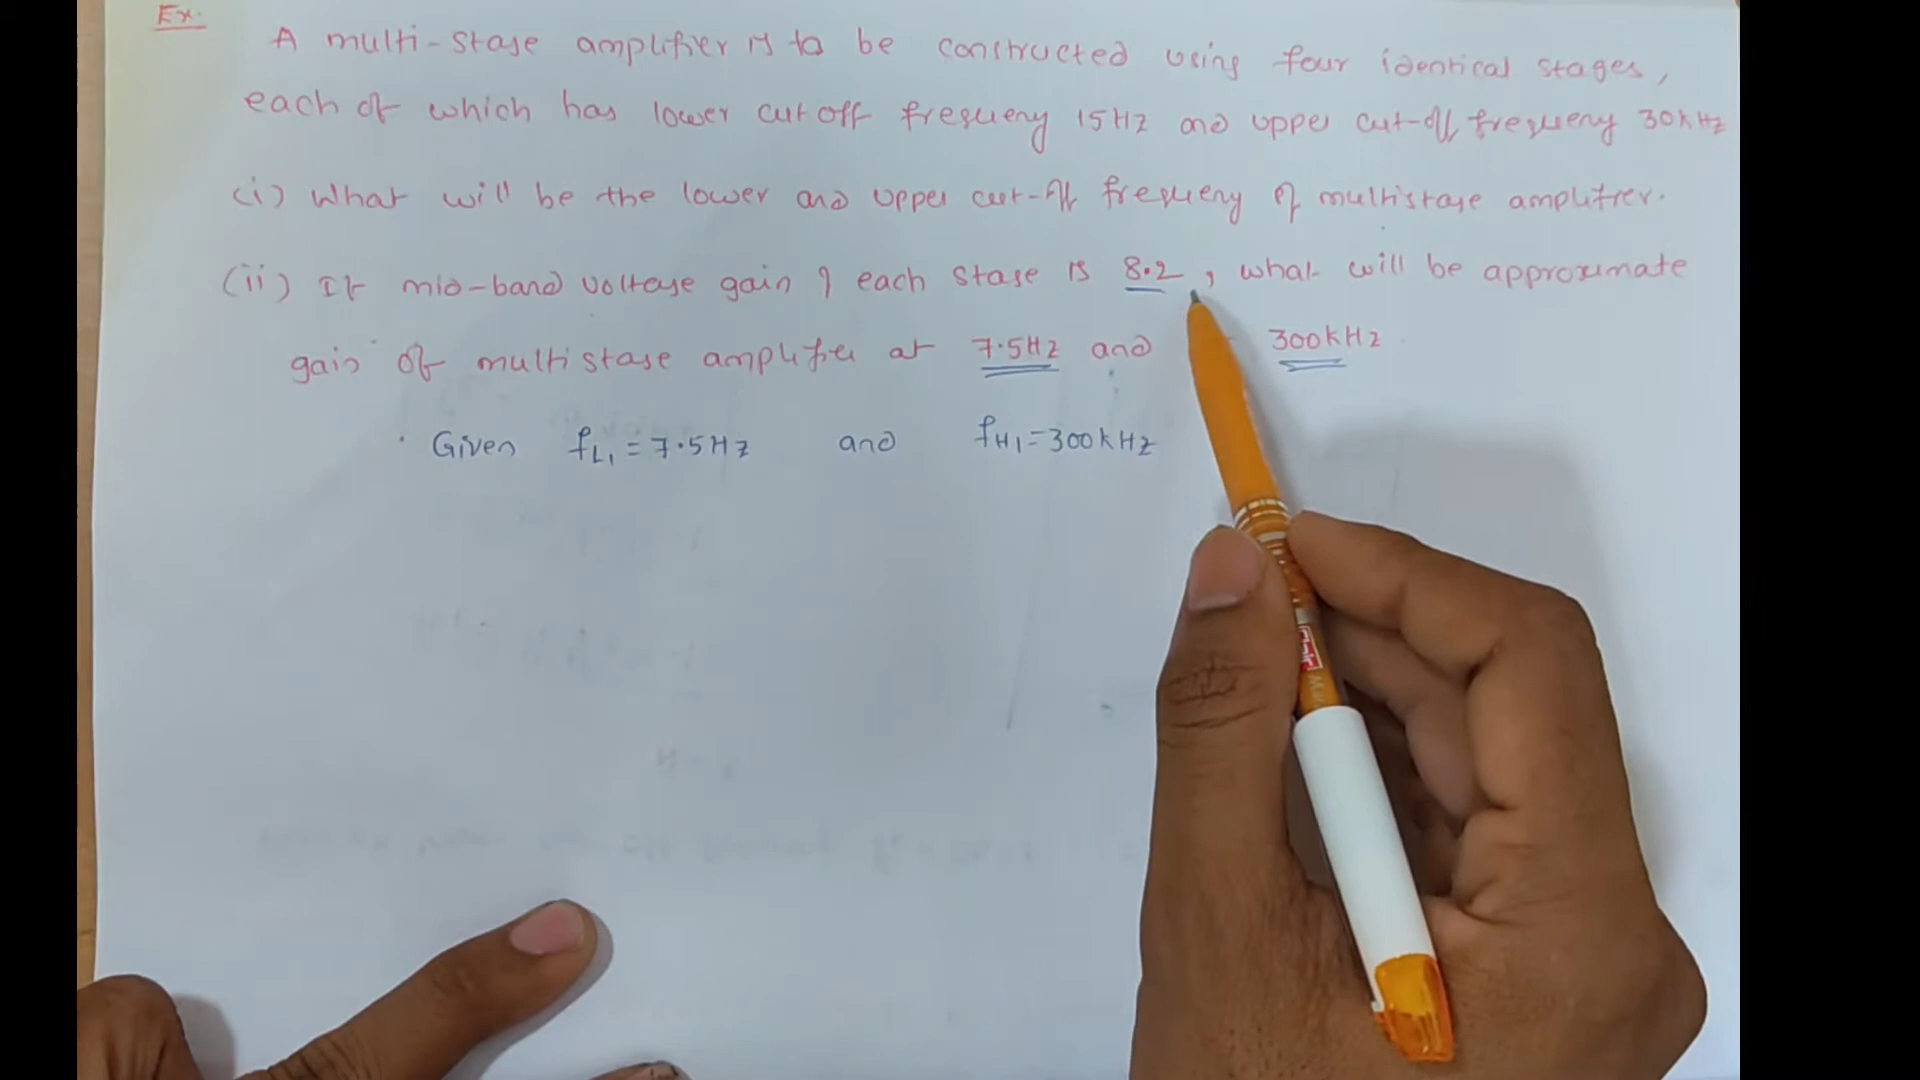 Ex.
A multi-stage amplifier is to be constructed using four identical stages,
each of which has lower cut off frequency 15Hz and upper cut-off frequency 30kHz
(i) What will be the lower and upper cut-off frequency of multistage amplifier.
(ii) If mid-band voltage gain of each stage is 8.2, what will be approximate
gain of multistage amplifier at 7.5Hz and 300kHz
Given fL1 = 7.5Hz and fH1 = 300kHz